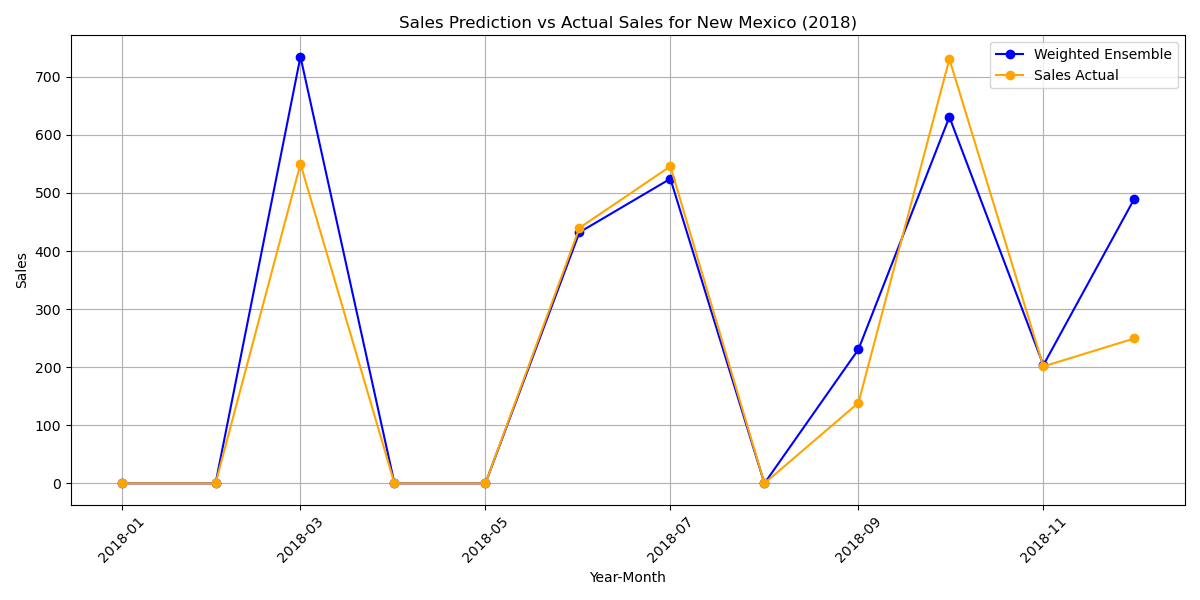 Sales Prediction vs Actual Sales for New Mexico (2018)
Weighted Ensemble
Sales Actual
Sales
700
600
500
400
300
200
100
0
2018-01
2018-03
2018-05
2018-07
2018-09
2018-11
Year-Month